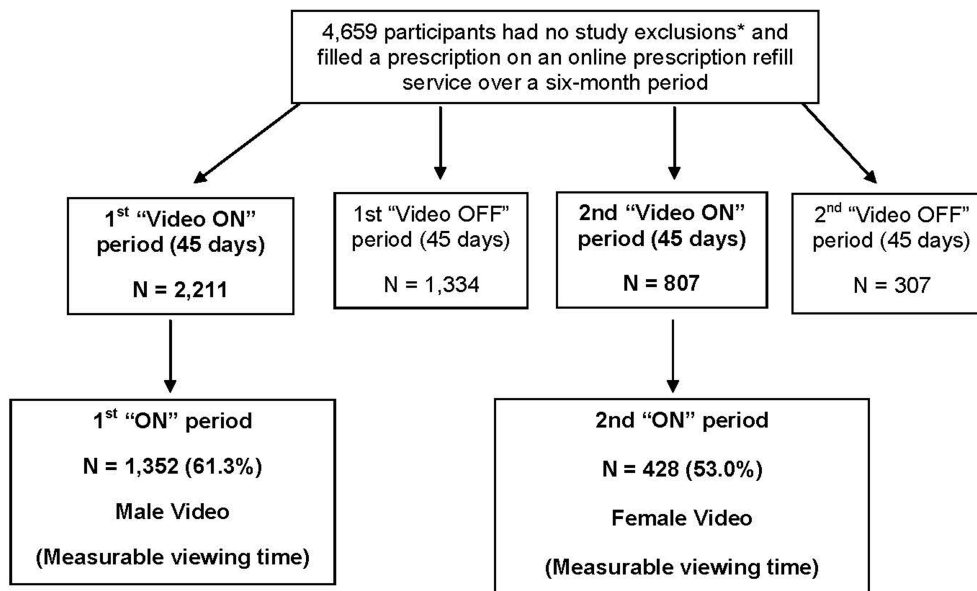 4,659 participants had no study exclusions* and
filled a prescription on an online prescription refill
service over a six-month period
1st “Video ON”
period (45 days)
N = 2,211
1st “Video OFF”
period (45 days)
N = 1,334
2nd “Video ON”
period (45 days)
N = 807
2nd “Video OFF”
period (45 days)
N = 307
1st “ON” period
N = 1,352 (61.3%)
Male Video
(Measurable viewing time)
2nd “ON” period
N = 428 (53.0%)
Female Video
(Measurable viewing time)